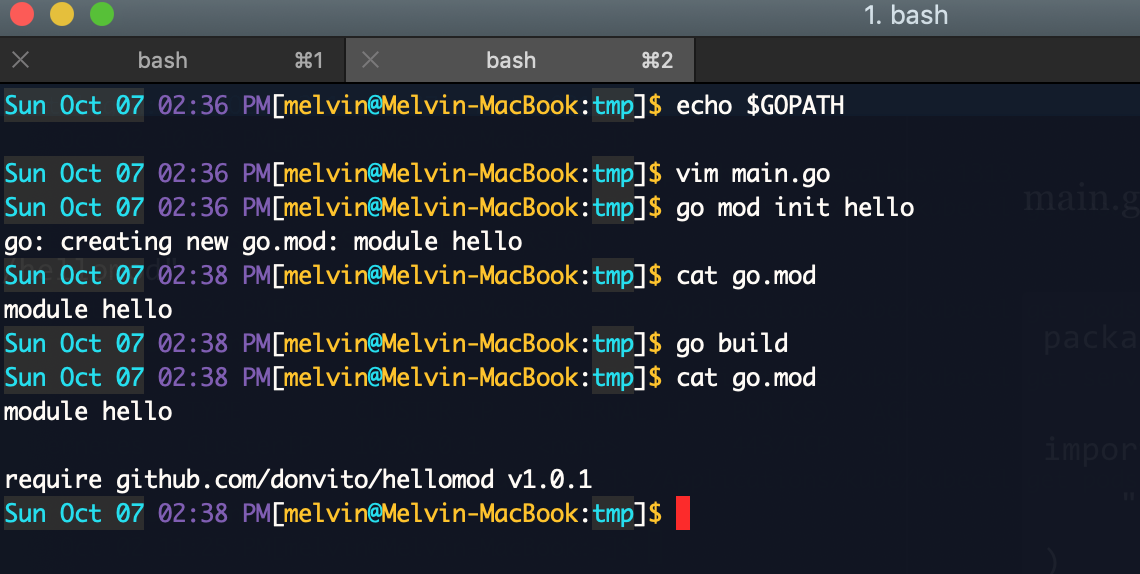 1. bash
bash ⌘1 bash ⌘2
Sun Oct 07 02:36 PM[melvin@Melvin-MacBook:tmp]$ echo $GOPATH
Sun Oct 07 02:36 PM[melvin@Melvin-MacBook:tmp]$ vim main.go
Sun Oct 07 02:36 PM[melvin@Melvin-MacBook:tmp]$ go mod init hello
go: creating new go.mod: module hello
Sun Oct 07 02:38 PM[melvin@Melvin-MacBook:tmp]$ cat go.mod
module hello
Sun Oct 07 02:38 PM[melvin@Melvin-MacBook:tmp]$ go build
Sun Oct 07 02:38 PM[melvin@Melvin-MacBook:tmp]$ cat go.mod
module hello
require github.com/donvito/hellomod v1.0.1
Sun Oct 07 02:38 PM[melvin@Melvin-MacBook:tmp]$